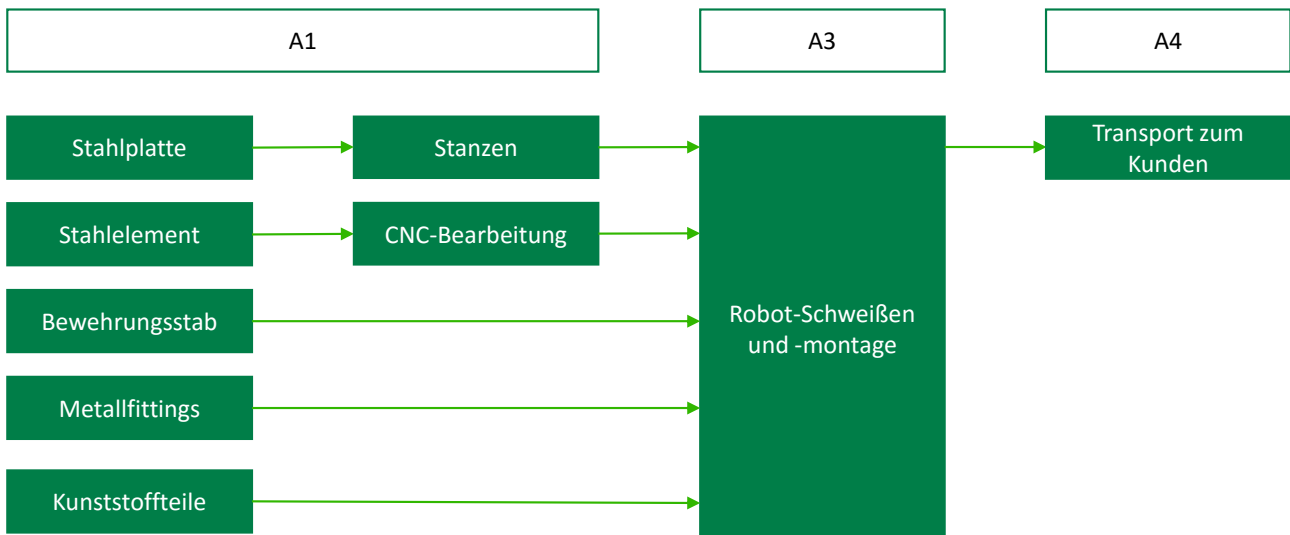 A1
A3
A4
Stahlplatte
Stanzen
Transport zum
Kunden
Stahlelement
CNC-Bearbeitung
Bewehrungsstab
Robot-Schweißen
und -montage
Metallfittings
Kunststoffteile